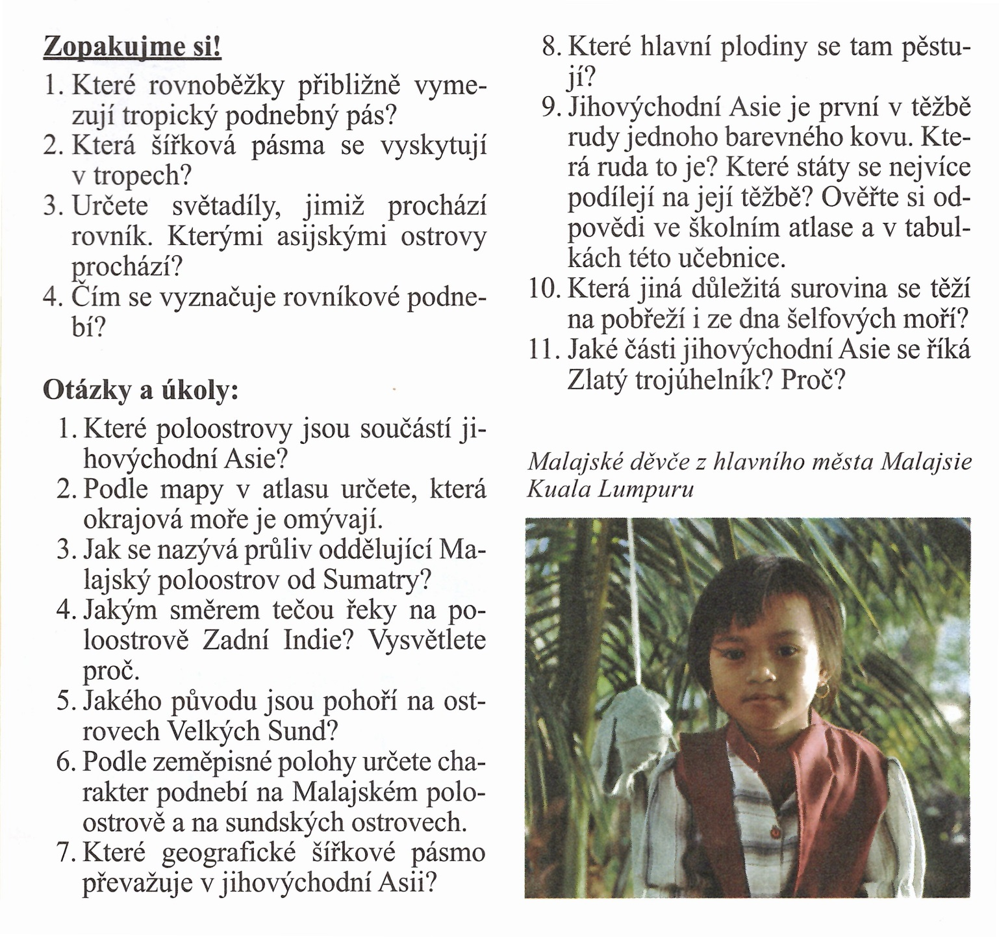 Zopakujme si!
1. Které rovnoběžky přibližně vyme-
zují tropický podnebný pás?
2. Která šířková pásma se vyskytují
v tropech?
3. Určete světadíly, jimiž prochází
rovník. Kterými asijskými ostrovy
prochází?
4. Čím se vyznačuje rovníkové podne-
bí?
Otázky a úkoly:
1. Které poloostrovy jsou součástí ji-
hovýchodní Asie?
2. Podle mapy v atlasu určete, která
okrajová moře je omývají.
3. Jak se nazývá průliv oddělující Ma-
lajský poloostrov od Sumatry?
4. Jakým směrem tečou řeky na po-
loostrově Zadní Indie? Vysvětlete
proč.
5. Jakého původu jsou pohoří na ost-
rovech Velkých Sund?
6. Podle zeměpisné polohy určete cha-
rakter podnebí na Malajském polo-
ostrově a na sundských ostrovech.
7. Které geografické šířkové pásmo
převažuje v jihovýchodní Asii?
8. Které hlavní plodiny se tam pěstu-
jí?
9. Jihovýchodní Asie je první v těžbě
rudy jednoho barevného kovu. Kte-
rá ruda to je? Které státy se nejvíce
podílejí na její těžbě? Ověřte si od-
povědi ve školním atlase a v tabul-
kách této učebnice.
10. Která jiná důležitá surovina se těží
na pobřeží i ze dna šelfových moří?
11. Jaké části jihovýchodní Asie se říká
Zlatý trojúhelník? Proč?
Malajské děvče z hlavního města Malajsie
Kuala Lumpuru